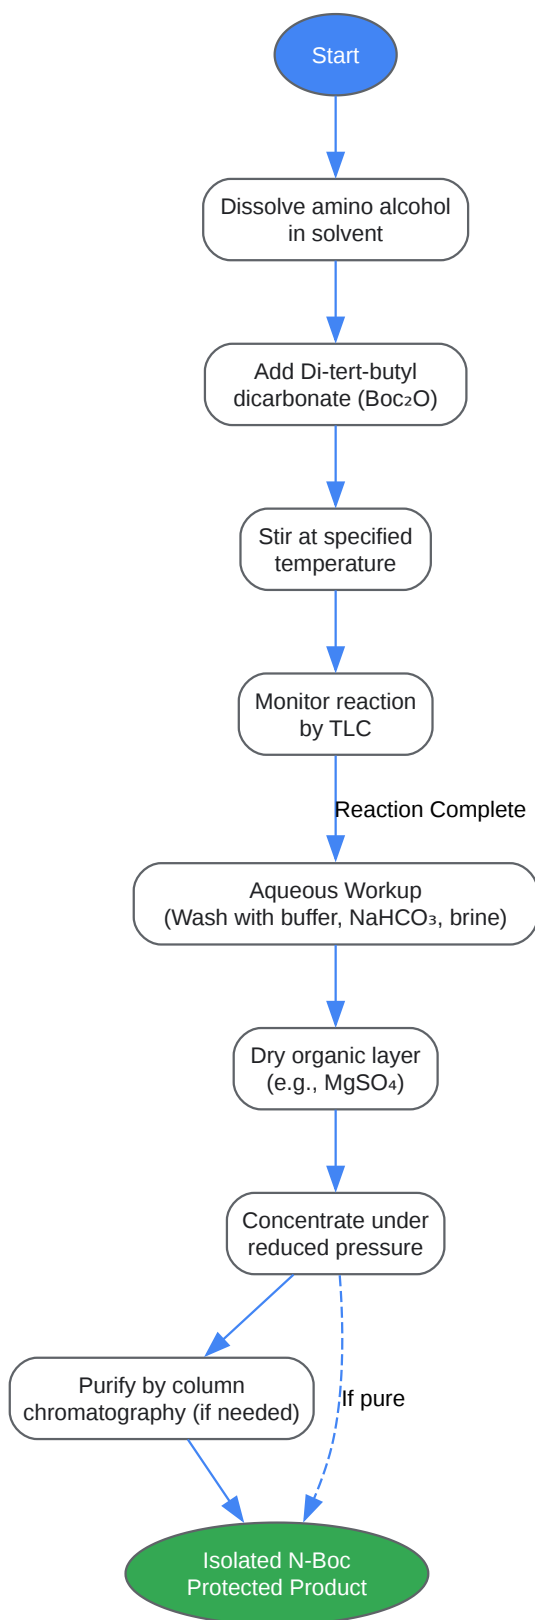 Start
Dissolve amino alcohol
in solvent
Add Di-tert-butyl
dicarbonate (Boc₂O)
Stir at specified
temperature
Monitor reaction
by TLC
Reaction Complete
Aqueous Workup
(Wash with buffer, NaHCO₃, brine)
Dry organic layer
(e.g., MgSO₄)
Concentrate under
reduced pressure
Purify by column
chromatography (if needed)
If pure
Isolated N-Boc
Protected Product